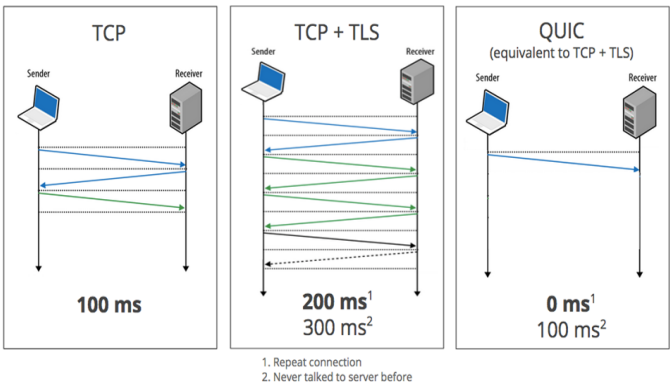 TCP
Sender
Receiver
100 ms
TCP + TLS
Sender
Receiver
200 ms1
300 ms2
QUIC
(equivalent to TCP + TLS)
Sender
Receiver
0 ms1
100 ms2
1. Repeat connection
2. Never talked to server before